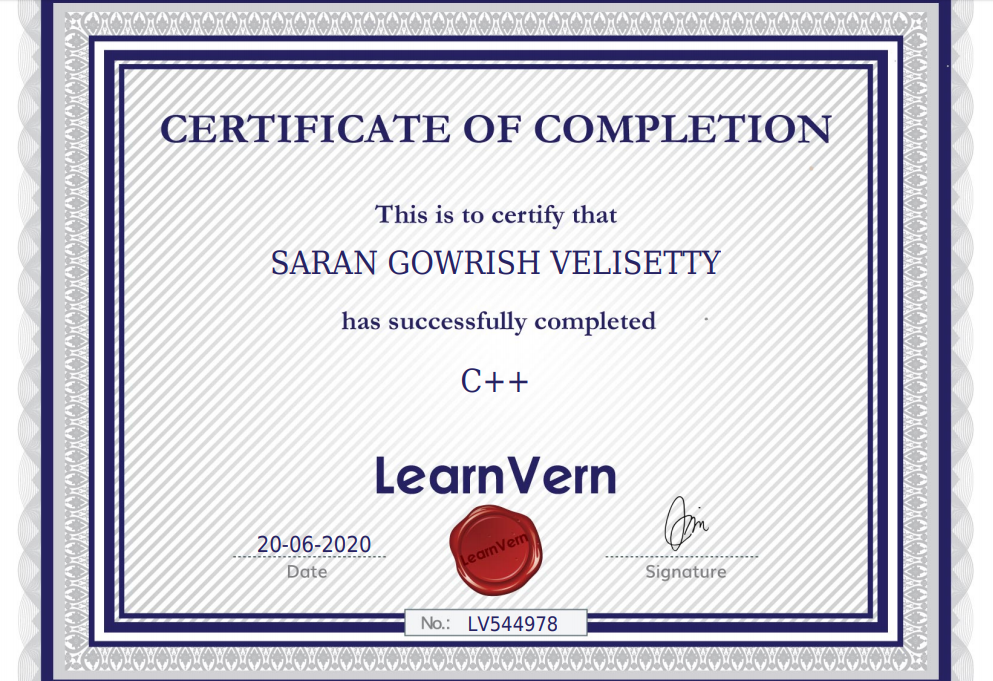 CERTIFICATE OF COMPLETION
This is to certify that
SARAN GOWRISH VELISETTY
has successfully completed
C++
LearnVern
LearnVern
20-06-2020
Date
Signature
No.: LV544978